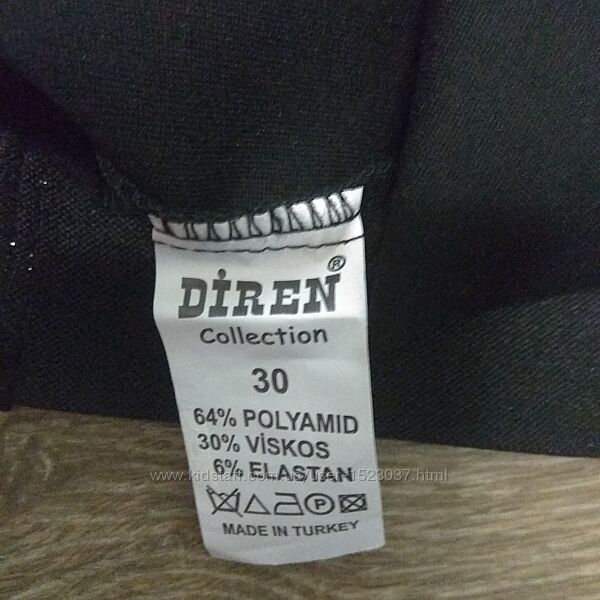 DİREN®
Collection
30
64% POLYAMID
30% VİSKOS
6% ELASTAN
P
MADE IN TURKEY